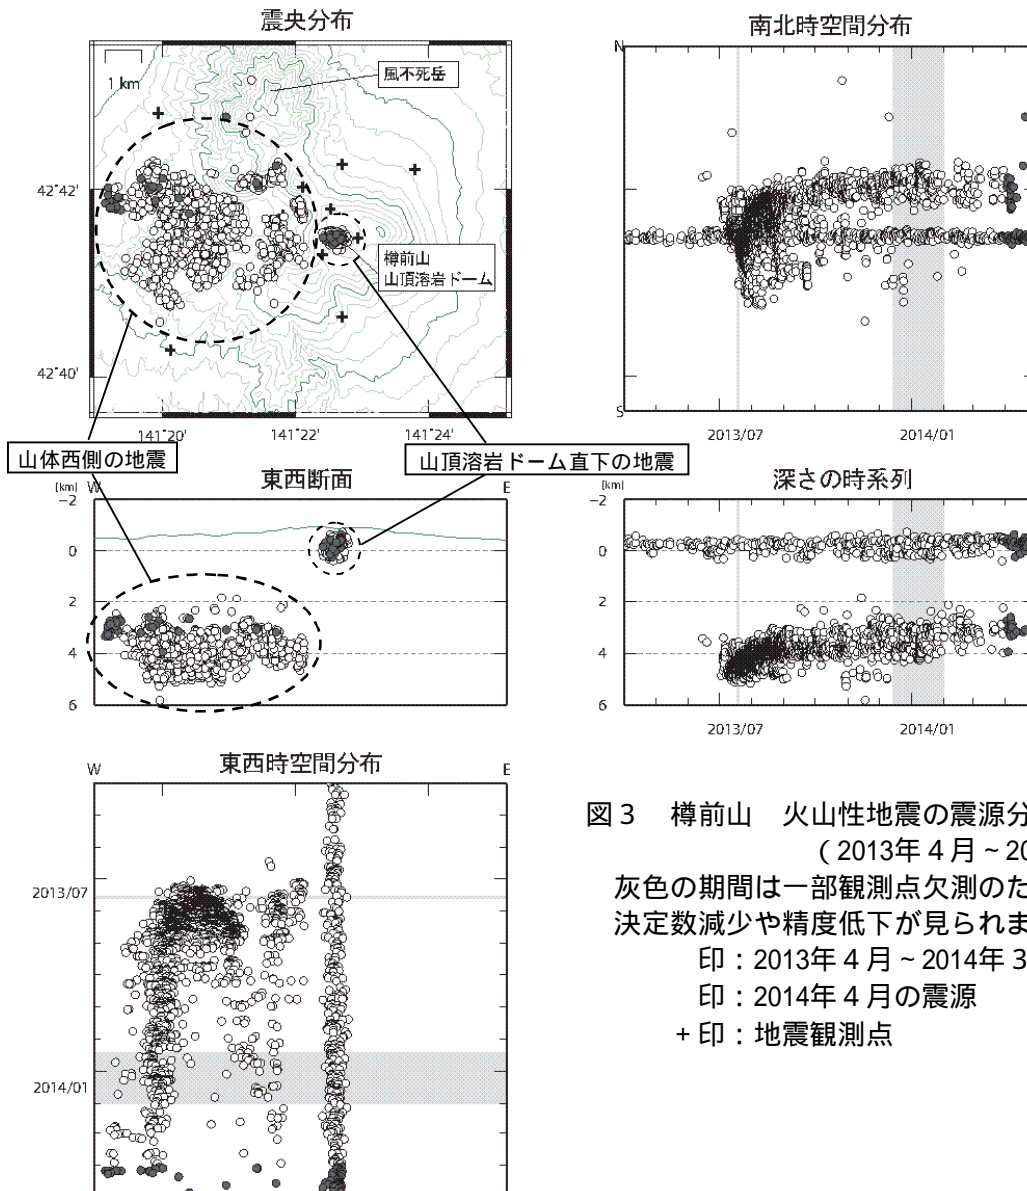 震央分布
1 km
風不死岳
42˚42'
樽前山
山頂溶岩ドーム
42˚40'
141˚20' 141˚22' 141˚24'
南北時空間分布
N
S
2013/07 2014/01
山体西側の地震
山頂溶岩ドーム直下の地震
東西断面
[km] W E
-2
0
2
4
6
深さの時系列
[km]
-2
0
2
4
6
2013/07 2014/01
東西時空間分布
W E
2013/07
2014/01
図3 樽前山 火山性地震の震源分
(2013年4月~20
灰色の期間は一部観測点欠測のた
決定数減少や精度低下が見られま
印:2013年4月~2014年3
印:2014年4月の震源
+印:地震観測点